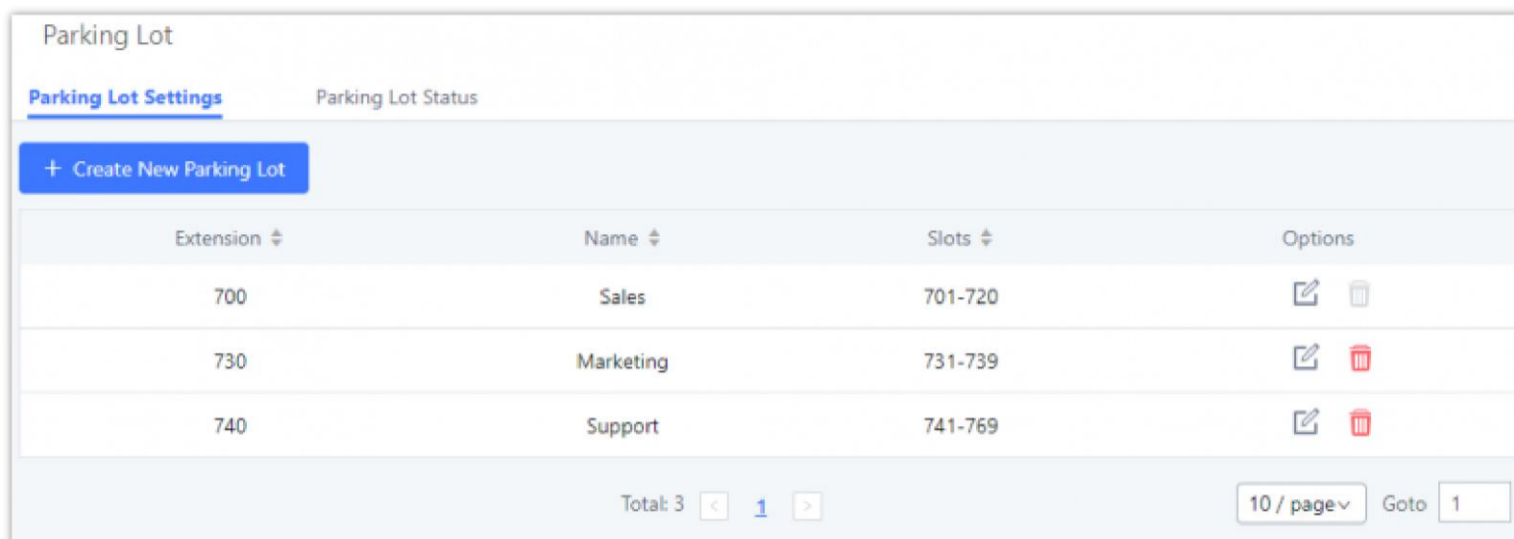 Parking Lot
Parking Lot Settings Parking Lot Status
+ Create New Parking Lot
Extension Name Slots Options
700 Sales 701-720
730 Marketing 731-739
740 Support 741-769
Total: 3 < 1 > 10 / page Goto 1